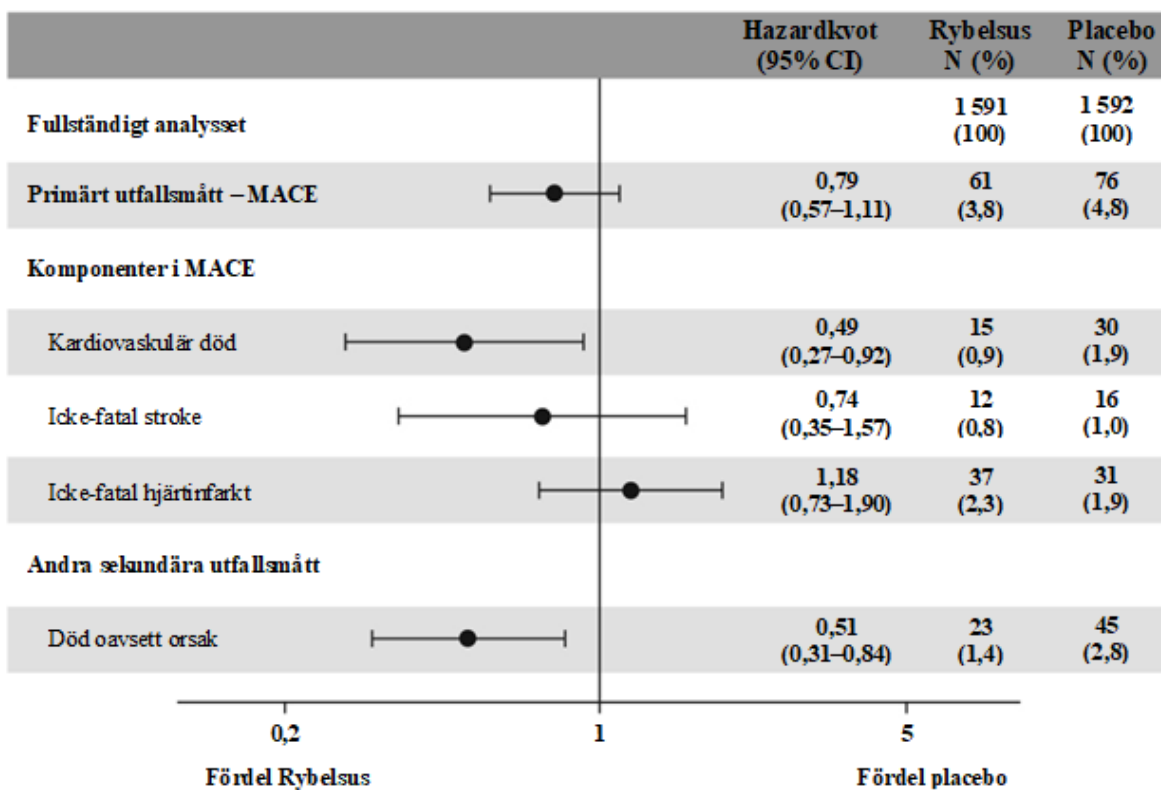 Hazardkvot Rybelsus Placebo
(95% CI) N (%) N (%)
1 591 1 592
Fullständigt analysset
(100) (100)
0,79 61 76
Primärt utfallsmått – MACE
(0,57–1,11) (3,8) (4,8)
Komponenter i MACE
0,49 15 30
Kardiovaskulär död
(0,27–0,92) (0,9) (1,9)
0,74 12 16
Icke-fatal stroke
(0,35–1,57) (0,8) (1,0)
1,18 37 31
Icke-fatal hjärtinfarkt
(0,73–1,90) (2,3) (1,9)
Andra sekundära utfallsmått
0,51 23 45
Död oavsett orsak
(0,31–0,84) (1,4) (2,8)
0,2 1 5
Fördel Rybelsus Fördel placebo